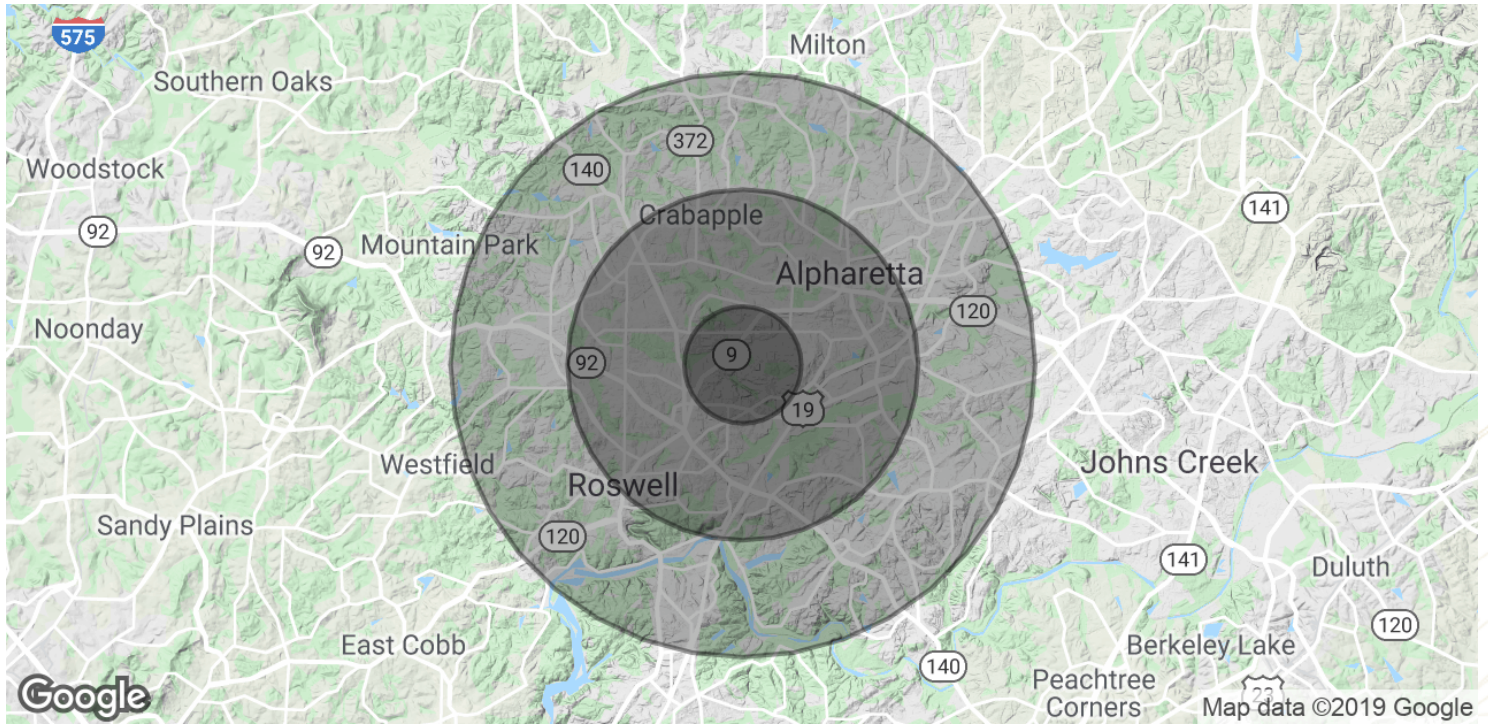 575
Milton
Southern Oaks
372
140
Woodstock
141
Crabapple
92
Mountain Park
92
Alpharetta
120
Noonday
9
92
19
Westfield
Johns Creek
Roswell
Sandy Plains
120
141
Duluth
120
East Cobb
Berkeley Lake
140
Peachtree
Corners
23
Google
Map data ©2019 Google